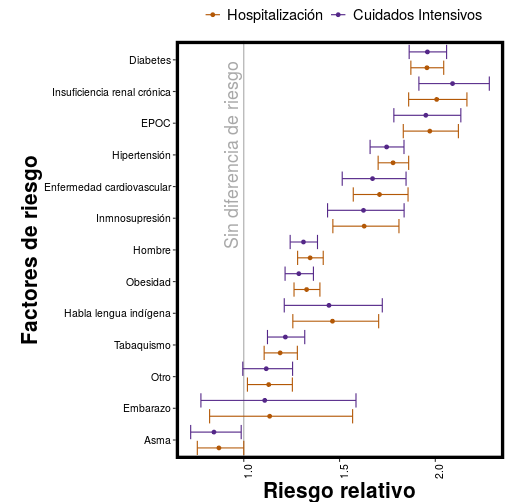 Hospitalización Cuidados Intensivos
Factores de riesgo
Diabetes
Insuficiencia renal crónica
EPOC
Hipertensión
Enfermedad cardiovascular
Inmnosupresión
Hombre
Obesidad
Habla lengua indígena
Tabaquismo
Otro
Embarazo
Asma
Sin diferencia de riesgo
1.0 1.5 2.0
Riesgo relativo